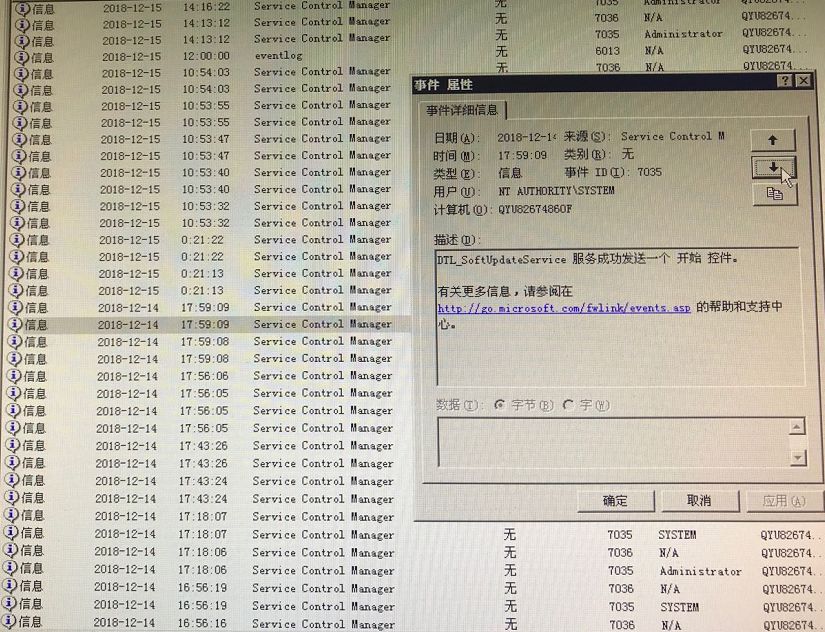 信息 2018-12-15 14:16:22 Service Control Manager 无 7035 Administrator QYU82674...
信息 2018-12-15 14:13:12 Service Control Manager 无 7036 N/A QYU82674...
信息 2018-12-15 14:13:12 Service Control Manager 无 7035 Administrator QYU82674...
信息 2018-12-15 12:00:00 eventlog 无 6013 N/A QYU82674...
信息 2018-12-15 10:54:03 Service Control Manager 无 7036 N/A QYU82674...
信息 2018-12-15 10:54:03 Service Control Manager
信息 2018-12-15 10:53:55 Service Control Manager
信息 2018-12-15 10:53:55 Service Control Manager
信息 2018-12-15 10:53:47 Service Control Manager
信息 2018-12-15 10:53:47 Service Control Manager
信息 2018-12-15 10:53:40 Service Control Manager
信息 2018-12-15 10:53:40 Service Control Manager
信息 2018-12-15 10:53:32 Service Control Manager
信息 2018-12-15 10:53:32 Service Control Manager
信息 2018-12-15 0:21:22 Service Control Manager
信息 2018-12-15 0:21:22 Service Control Manager
信息 2018-12-15 0:21:13 Service Control Manager
信息 2018-12-15 0:21:13 Service Control Manager
信息 2018-12-14 17:59:09 Service Control Manager
信息 2018-12-14 17:59:09 Service Control Manager
信息 2018-12-14 17:59:08 Service Control Manager
信息 2018-12-14 17:59:08 Service Control Manager
信息 2018-12-14 17:56:06 Service Control Manager
信息 2018-12-14 17:56:05 Service Control Manager
信息 2018-12-14 17:56:05 Service Control Manager
信息 2018-12-14 17:56:05 Service Control Manager
信息 2018-12-14 17:43:26 Service Control Manager
信息 2018-12-14 17:43:26 Service Control Manager
信息 2018-12-14 17:43:24 Service Control Manager
信息 2018-12-14 17:43:24 Service Control Manager
信息 2018-12-14 17:18:07 Service Control Manager
信息 2018-12-14 17:18:07 Service Control Manager 无 7035 SYSTEM QYU82674...
信息 2018-12-14 17:18:06 Service Control Manager 无 7036 N/A QYU82674...
信息 2018-12-14 17:18:06 Service Control Manager 无 7035 Administrator QYU82674...
信息 2018-12-14 16:56:19 Service Control Manager 无 7036 N/A QYU82674...
信息 2018-12-14 16:56:19 Service Control Manager 无 7035 SYSTEM QYU82674...
信息 2018-12-14 16:56:16 Service Control Manager 无 7036 N/A QYU82674...
事件 属性
事件详细信息
日期(A): 2018-12-14 来源(S): Service Control M
时间(M): 17:59:09 类别(R): 无
类型(E): 信息 事件 ID(I): 7035
用户(U): NT AUTHORITY\SYSTEM
计算机(O): QYU82674860F
描述(D):
DTL_SoftUpdateService 服务成功发送一个 开始 控件。
有关更多信息，请参阅在
http://go.microsoft.com/fwlink/events.asp 的帮助和支持中
心。
数据(T): 字节(B) 字(W)
确定 取消 应用(A)